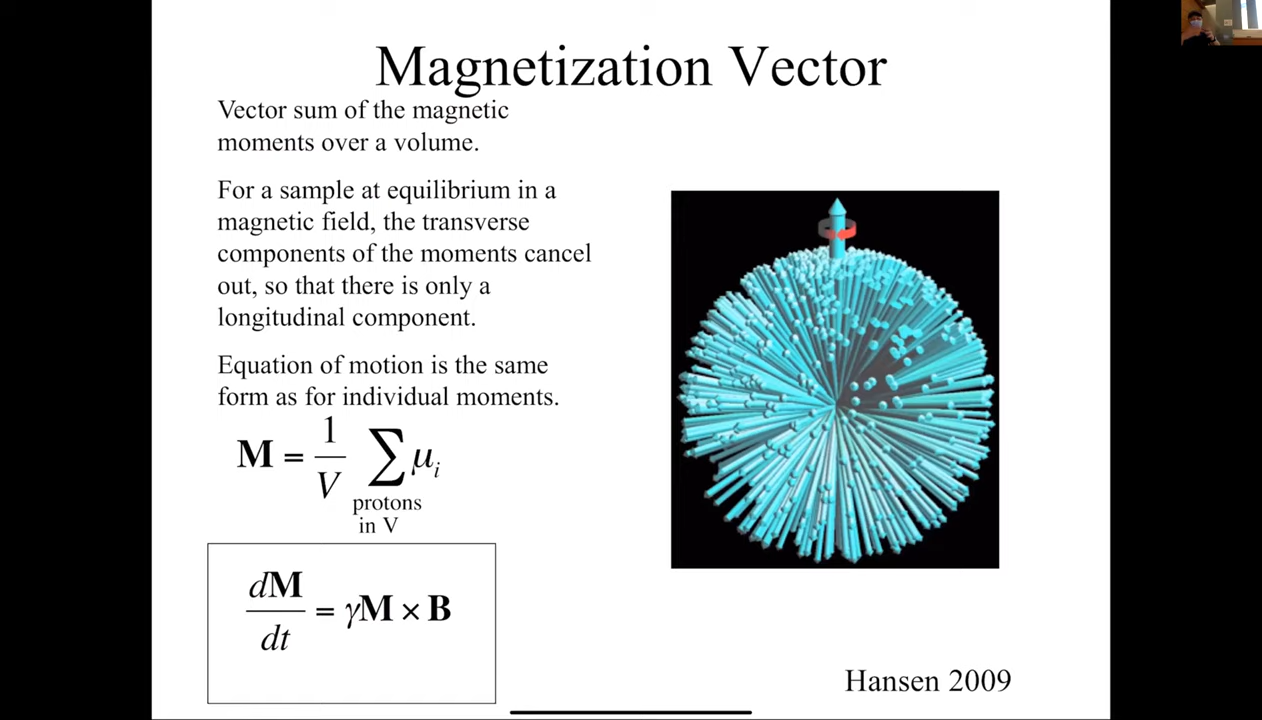 Magnetization Vector
Vector sum of the magnetic
moments over a volume.
For a sample at equilibrium in a
magnetic field, the transverse
components of the moments cancel
out, so that there is only a
longitudinal component.
Equation of motion is the same
form as for individual moments.
M = 1/V ∑ μᵢ
protons
in V
dM/dt = γM × B
Hansen 2009